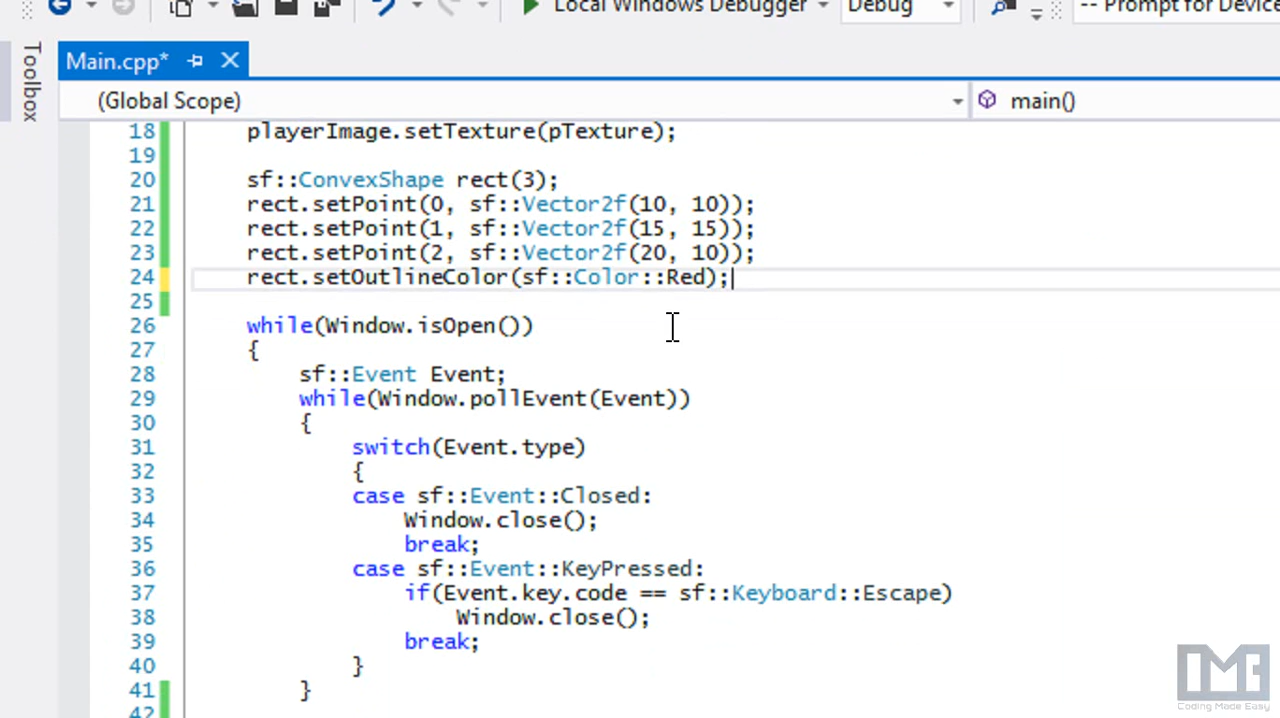 Local Windows Debugger Debug -- Prompt for Device
Toolbox
Main.cpp*
(Global Scope) main()
18 playerImage.setTexture(pTexture);
19
20 sf::ConvexShape rect(3);
21 rect.setPoint(0, sf::Vector2f(10, 10));
22 rect.setPoint(1, sf::Vector2f(15, 15));
23 rect.setPoint(2, sf::Vector2f(20, 10));
24 rect.setOutlineColor(sf::Color::Red);
25
26 while(Window.isOpen())
27 {
28 sf::Event Event;
29 while(Window.pollEvent(Event))
30 {
31 switch(Event.type)
32 {
33 case sf::Event::Closed:
34 Window.close();
35 break;
36 case sf::Event::KeyPressed:
37 if(Event.key.code == sf::Keyboard::Escape)
38 Window.close();
39 break;
40 }
41 }
42
CME
Coding Made Easy